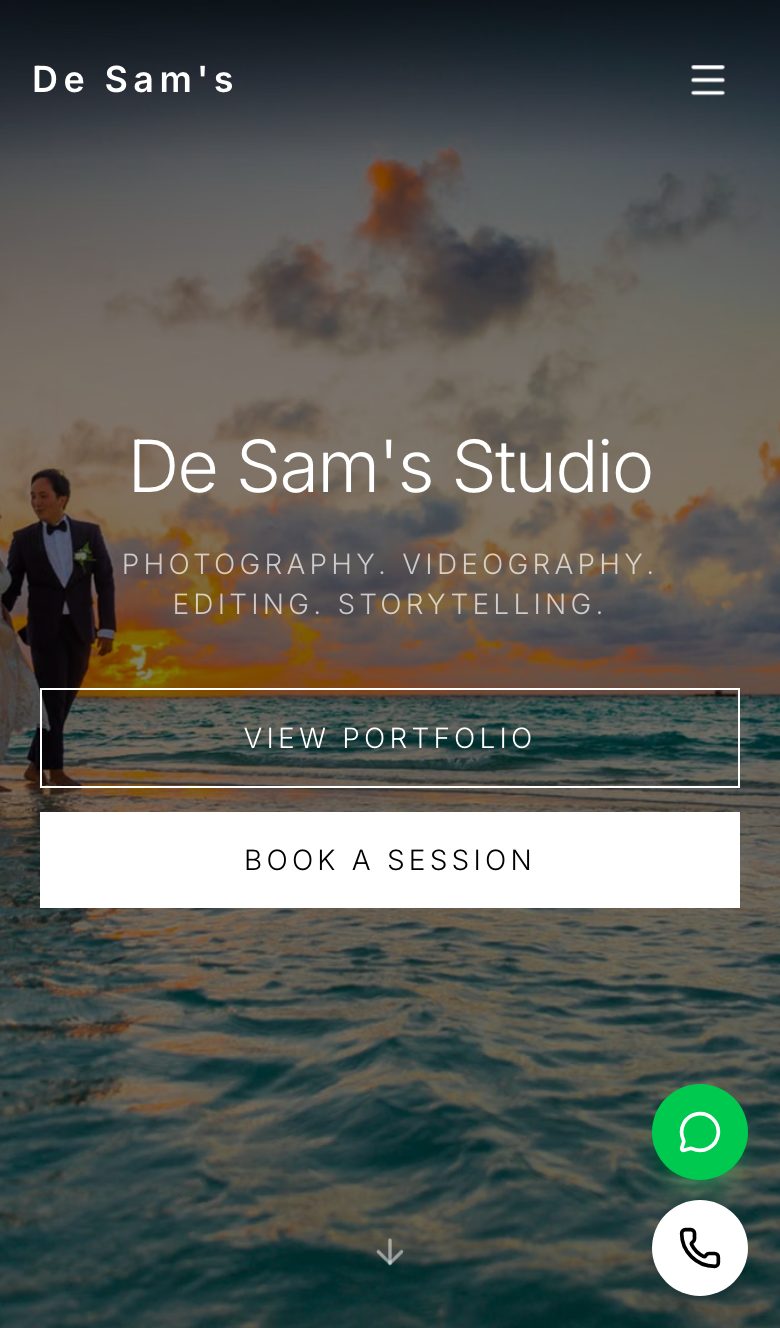 De Sam's
De Sam's Studio
PHOTOGRAPHY. VIDEOGRAPHY.
EDITING. STORYTELLING.
VIEW PORTFOLIO
BOOK A SESSION